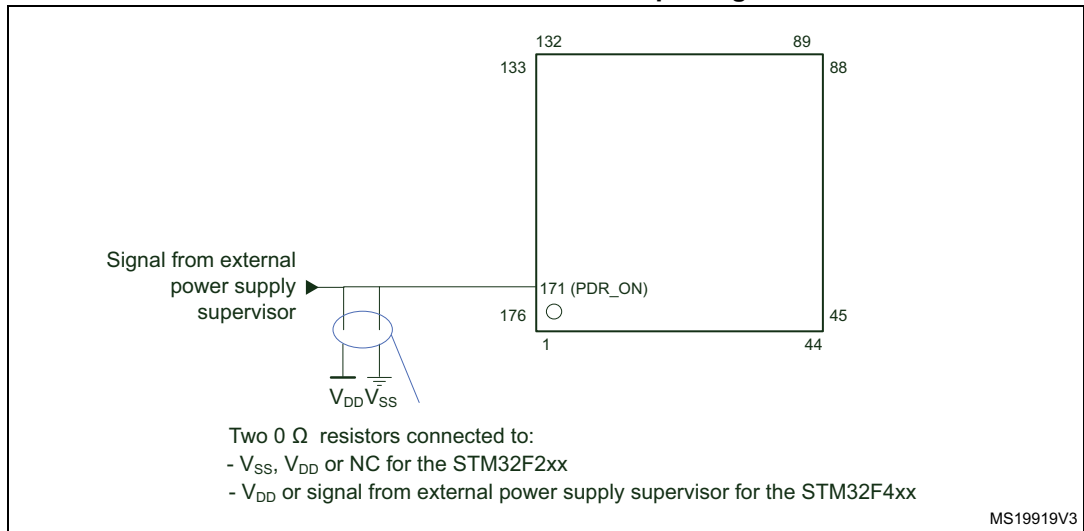 132
89
133
88
Signal from external
power supply
supervisor
171 (PDR_ON)
176
45
1
44
VDD VSS
Two 0 Ω resistors connected to:
- VSS, VDD or NC for the STM32F2xx
- VDD or signal from external power supply supervisor for the STM32F4xx
MS19919V3